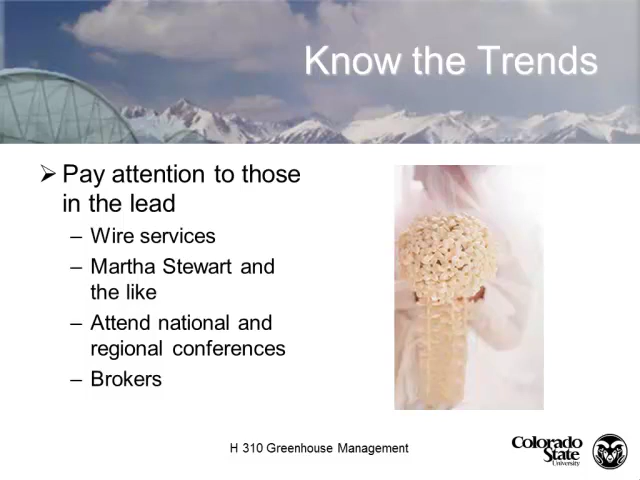 Know the Trends
➢ Pay attention to those
in the lead
– Wire services
– Martha Stewart and
the like
– Attend national and
regional conferences
– Brokers
H 310 Greenhouse Management
Colorado
State
University